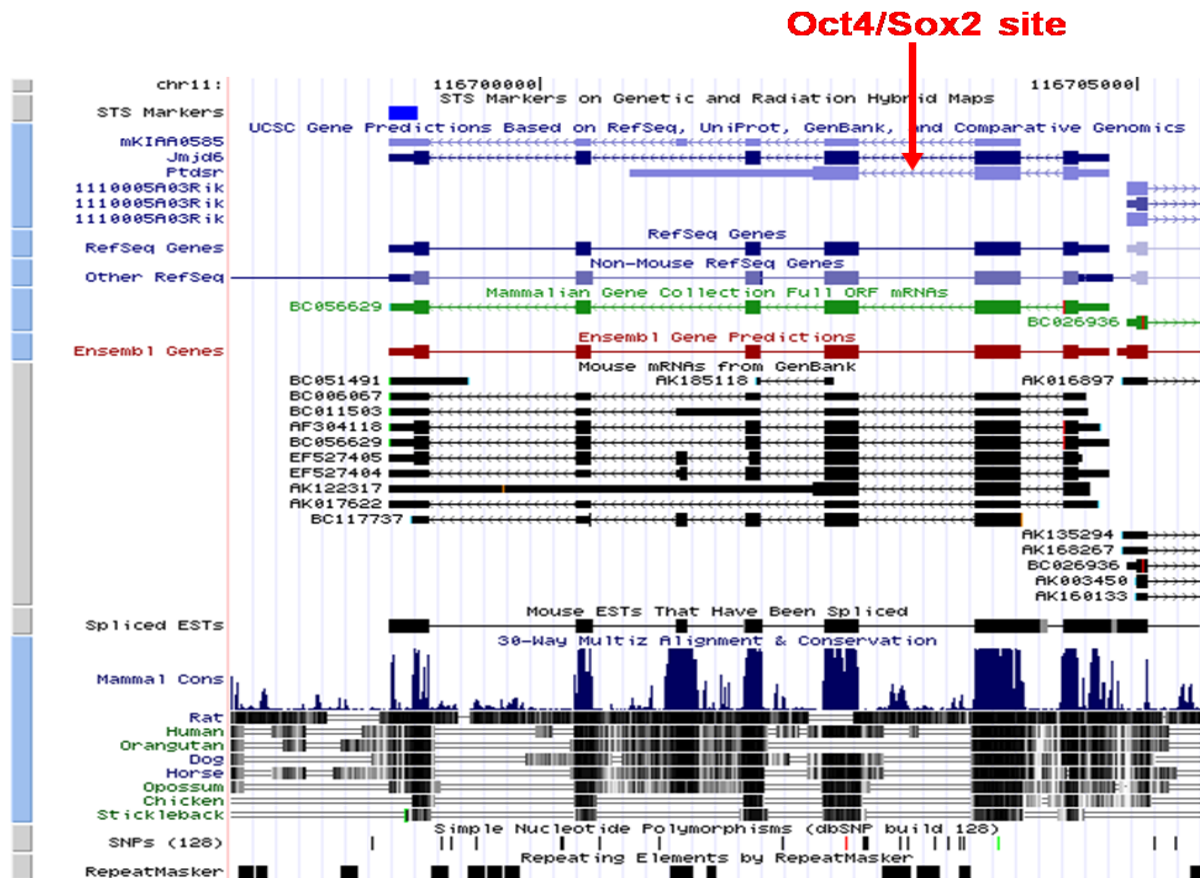 Oct4/Sox2 site
chr11: 116700000| 116705000|
STS Markers on Genetic and Radiation Hybrid Maps
STS Markers
UCSC Gene Predictions Based on RefSeq, UniProt, GenBank, and Comparative Genomics
mKIAA0585
Jmjd6
Ptdsr
1110005A03Rik
1110005A03Rik
1110005A03Rik
RefSeq Genes
RefSeq Genes
Non-Mouse RefSeq Genes
Other RefSeq
Mammalian Gene Collection Full ORF mRNAs
BC056629
BC026936
Ensembl Gene Predictions
Ensembl Genes
Mouse mRNAs from GenBank
BC051491 AK185118 AK016897
BC006067
BC011503
AF304118
BC056629
EF527405
EF527404
AK122317
AK017622
BC117737
AK135294
AK168267
BC026936
AK003450
AK160133
Mouse ESTs That Have Been Spliced
Spliced ESTs
30-Way Multiz Alignment & Conservation
Mammal Cons
Rat
Human
Orangutan
Dog
Horse
Opossum
Chicken
Stickleback
Simple Nucleotide Polymorphisms (dbSNP build 128)
SNPs (128)
Repeating Elements by RepeatMasker
RepeatMasker